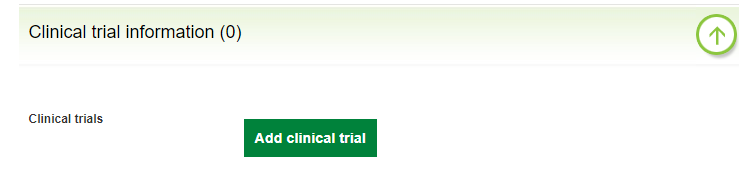 Clinical trial information (0)
Clinical trials
Add clinical trial